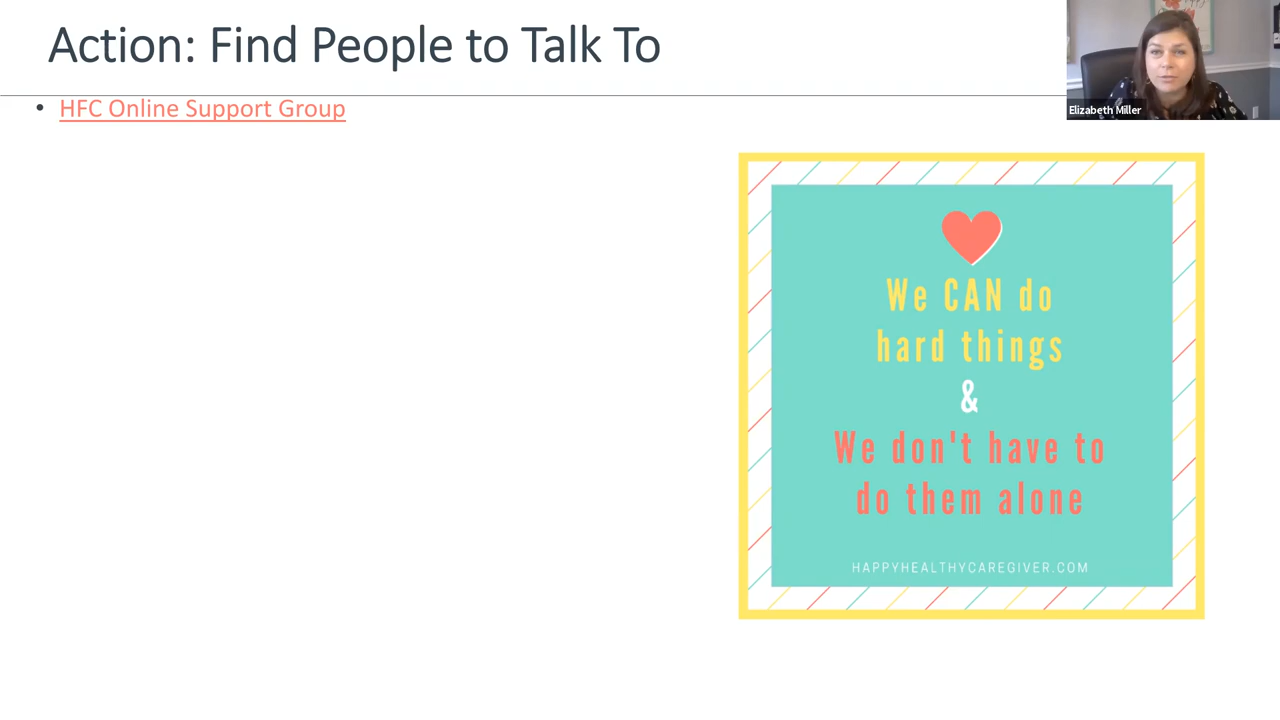 Action: Find People to Talk To
• HFC Online Support Group
Elizabeth Miller
We CAN do
hard things
&
We don't have to
do them alone
HAPPYHEALTHYCAREGIVER.COM